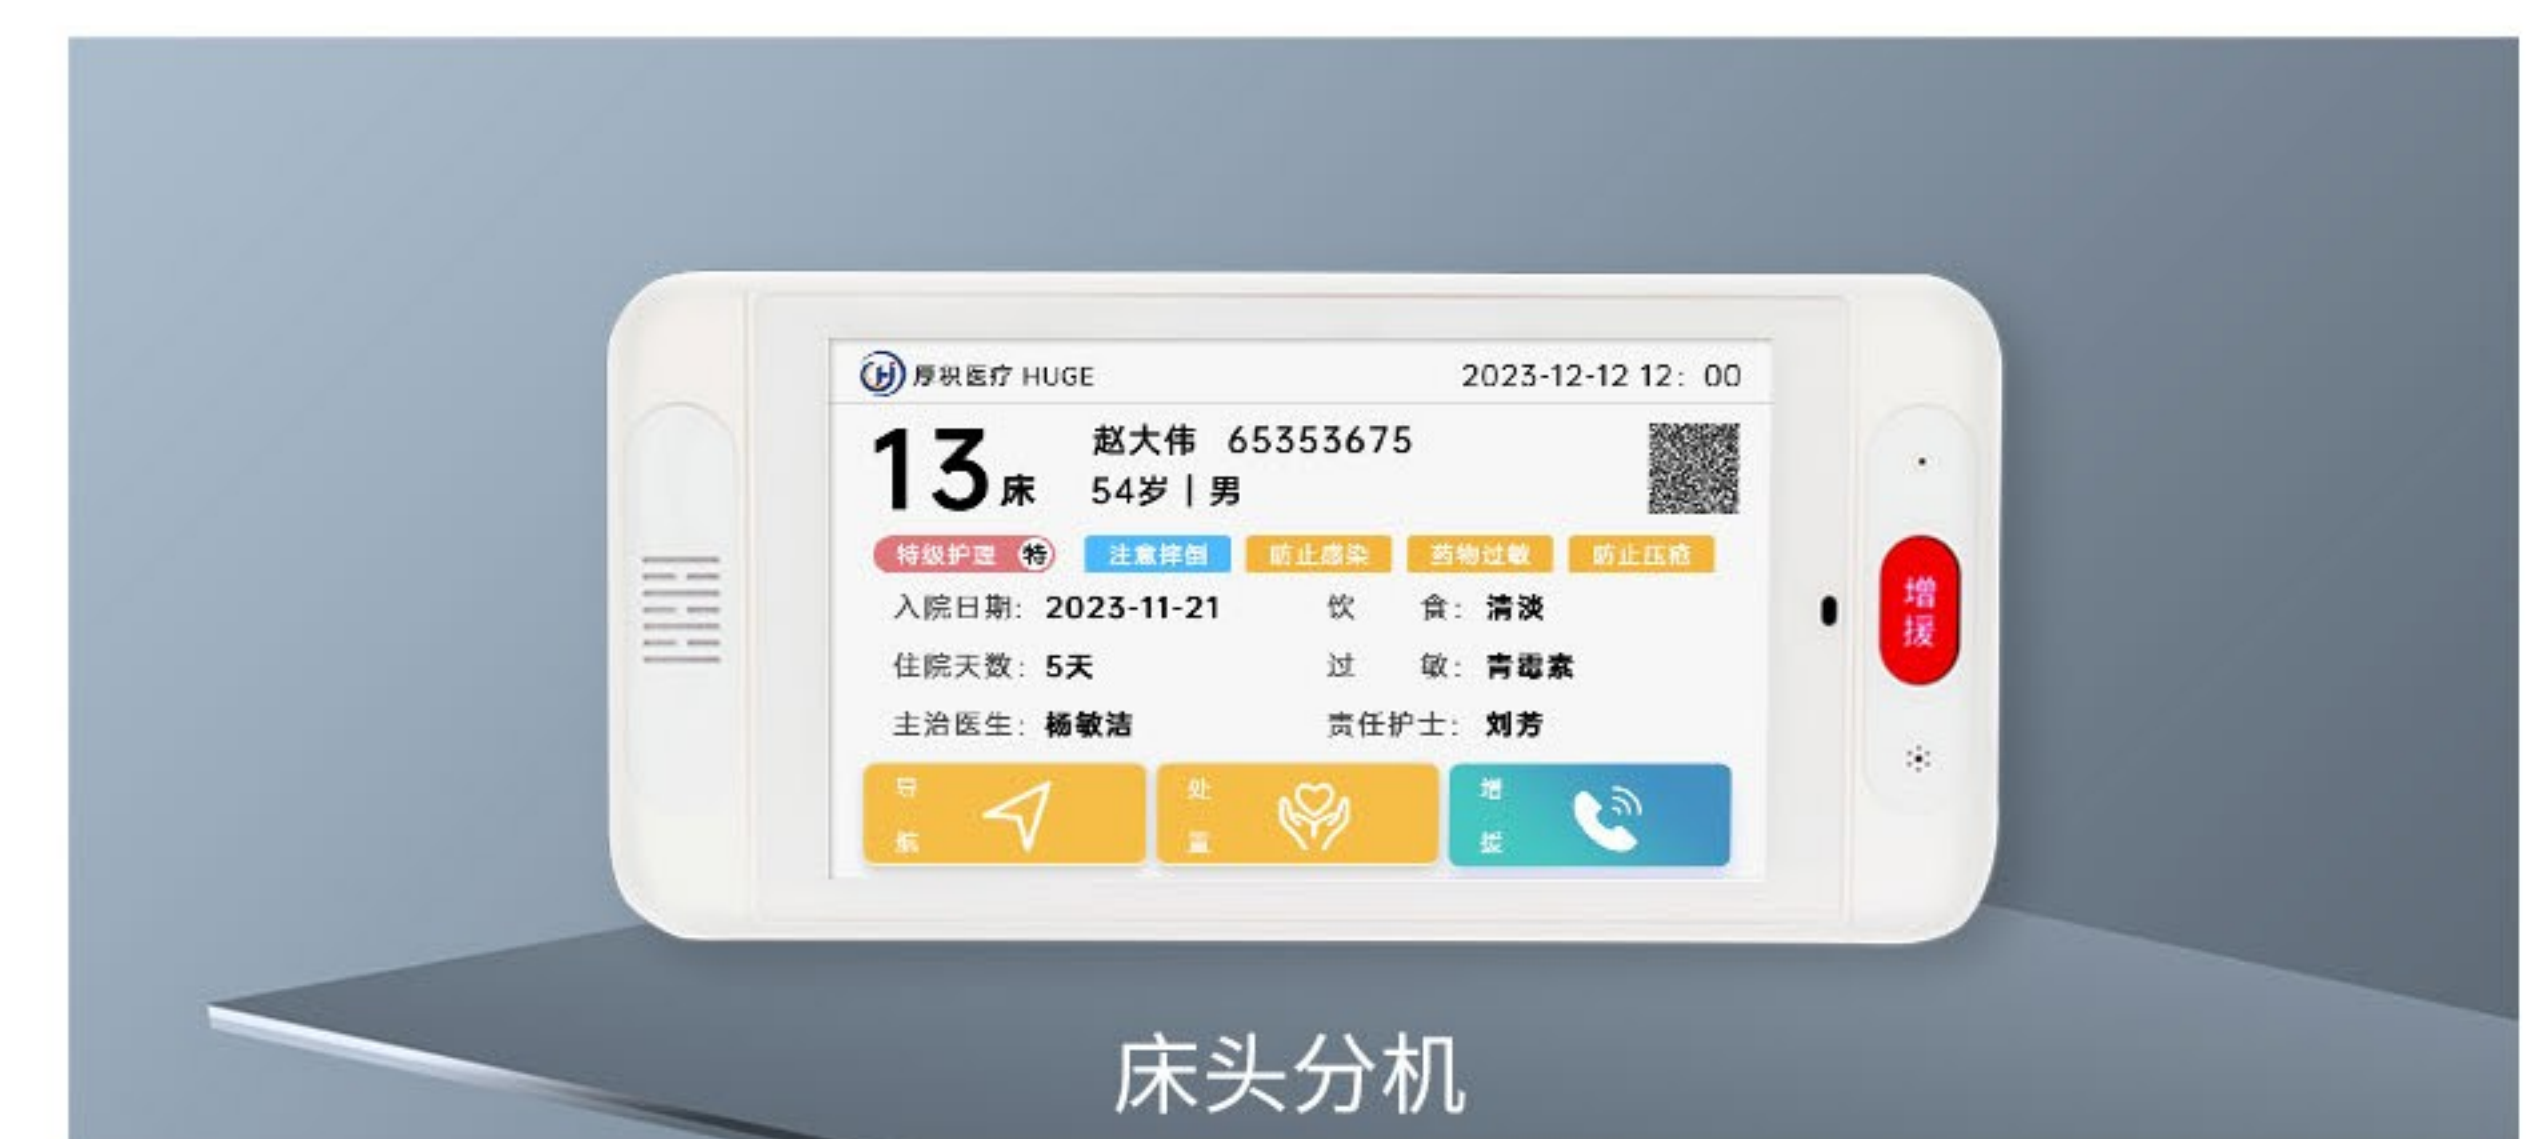 厚积医疗 HUGE 2023-12-12 12：00
13床
赵大伟 65353675
54岁 | 男
特级护理 特 注意摔倒 防止感染 药物过敏 防止压疮
入院日期：2023-11-21 饮 食：清淡
住院天数：5天 过 敏：青霉素
主治医生：杨敏洁 责任护士：刘芳
导航 处置 增援
增援
床头分机